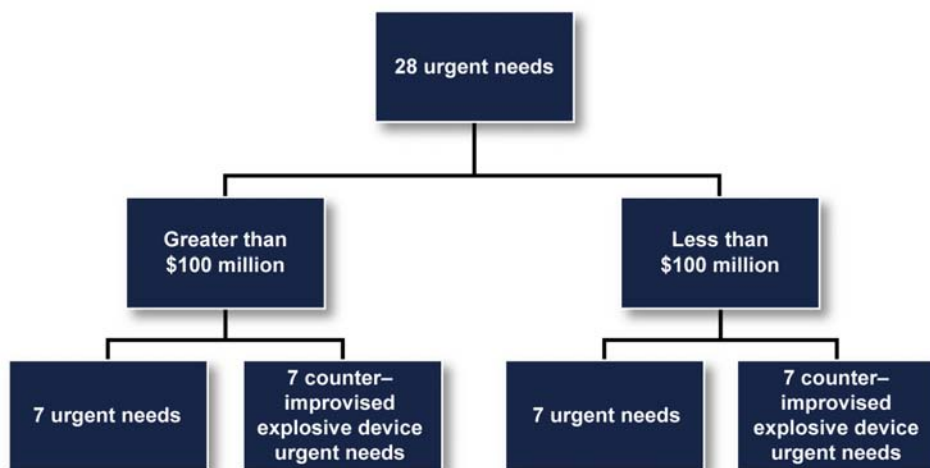 28 urgent needs
Greater than
$100 million
Less than
$100 million
7 urgent needs
7 counter–
improvised
explosive device
urgent needs
7 urgent needs
7 counter–
improvised
explosive device
urgent needs